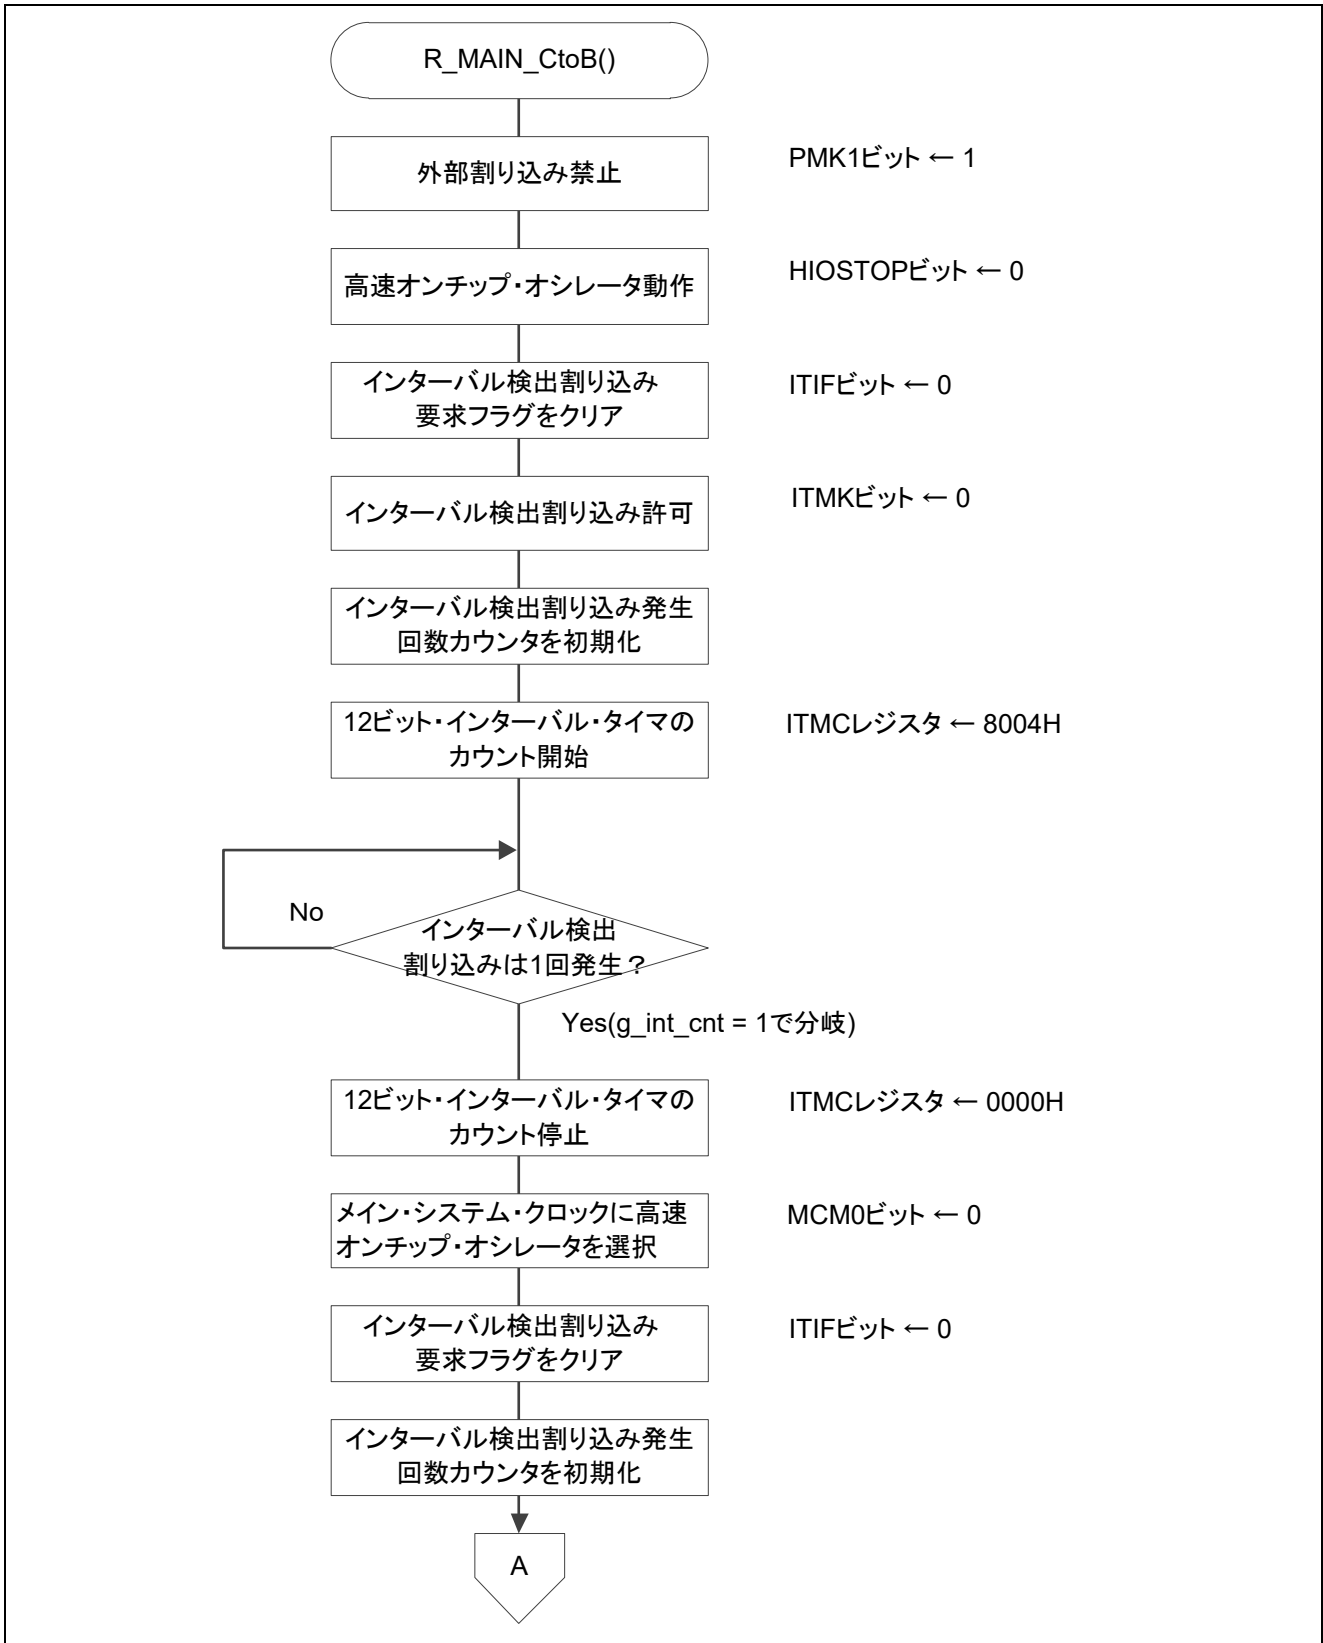 R_MAIN_CtoB()
外部割り込み禁止
PMK1ビット ← 1
高速オンチップ・オシレータ動作
HIOSTOPビット ← 0
インターバル検出割り込み
要求フラグをクリア
ITIFビット ← 0
インターバル検出割り込み許可
ITMKビット ← 0
インターバル検出割り込み発生
回数カウンタを初期化
12ビット・インターバル・タイマの
カウント開始
ITMCレジスタ ← 8004H
No
インターバル検出
割り込みは1回発生？
Yes(g_int_cnt = 1で分岐)
12ビット・インターバル・タイマの
カウント停止
ITMCレジスタ ← 0000H
メイン・システム・クロックに高速
オンチップ・オシレータを選択
MCM0ビット ← 0
インターバル検出割り込み
要求フラグをクリア
ITIFビット ← 0
インターバル検出割り込み発生
回数カウンタを初期化
A